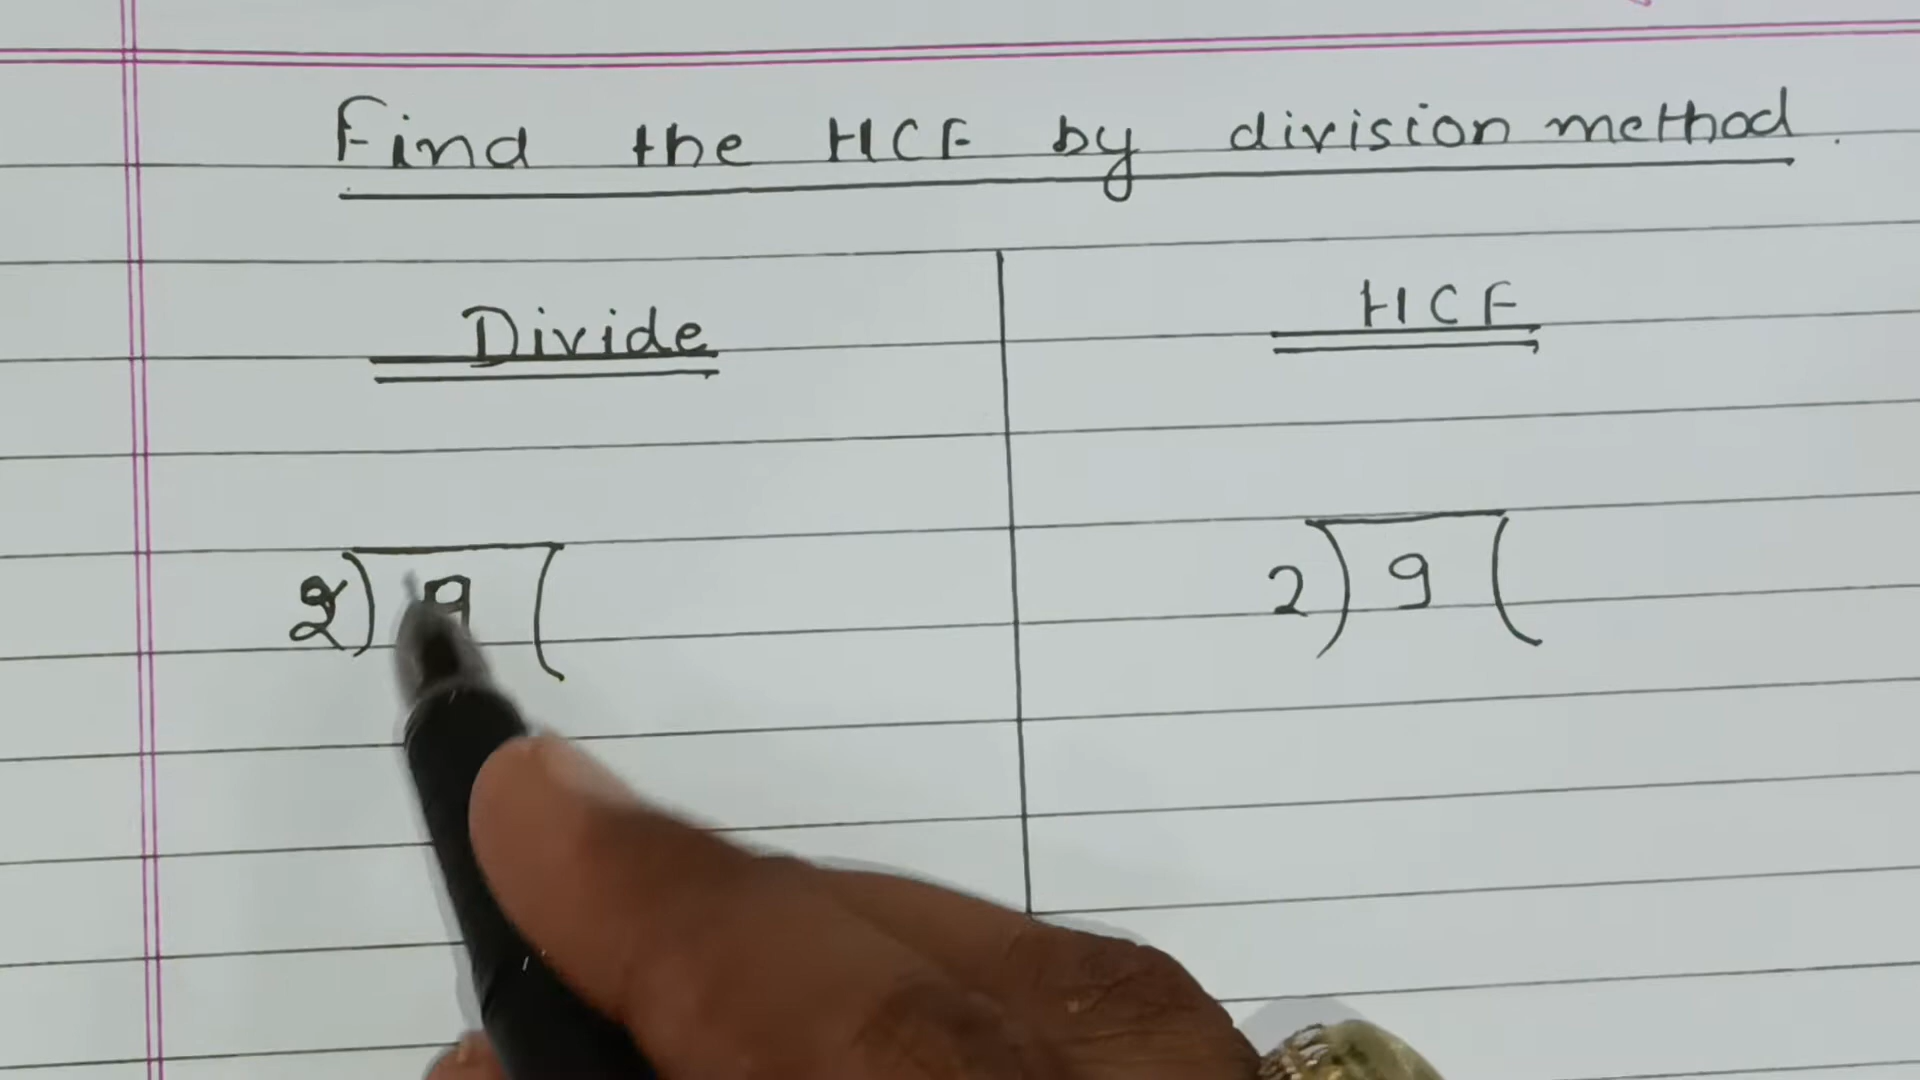 Find the HCF by division method.
Divide
HCF
2) 9 (
2) 9 (